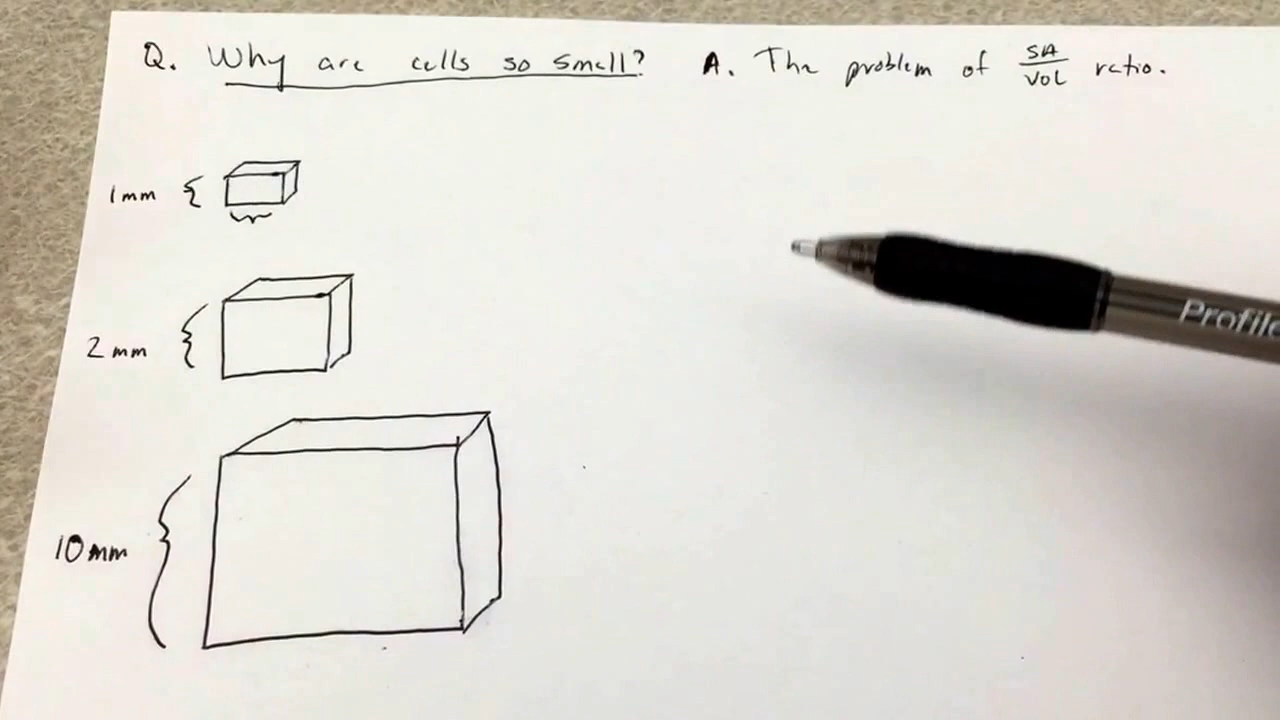 Q. Why are cells so small? A. The problem of SA/VOL ratio.
1mm
2mm
10mm
Profile